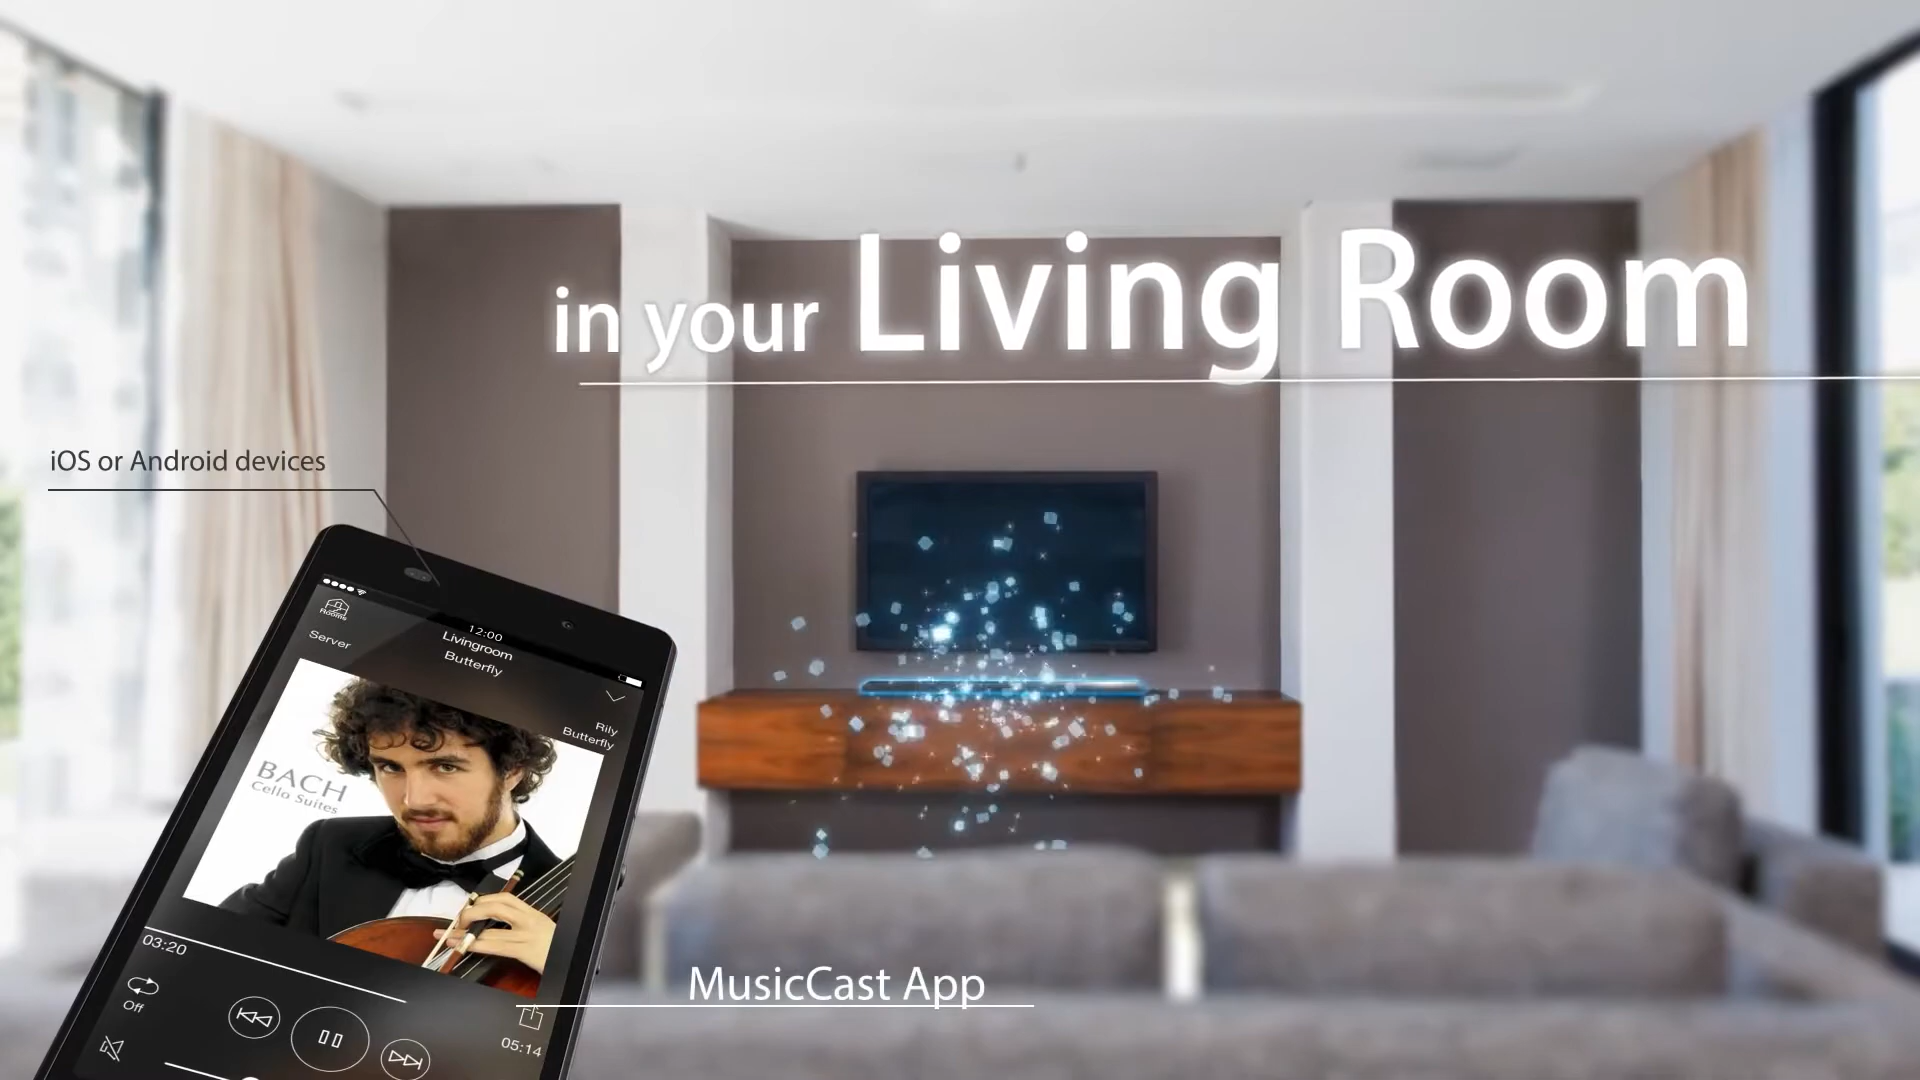 in your Living Room
iOS or Android devices
12:00
Rooms
Livingroom
Server
Butterfly
Rily
Butterfly
BACH
Cello Suites
03:20
Off
05:14
MusicCast App